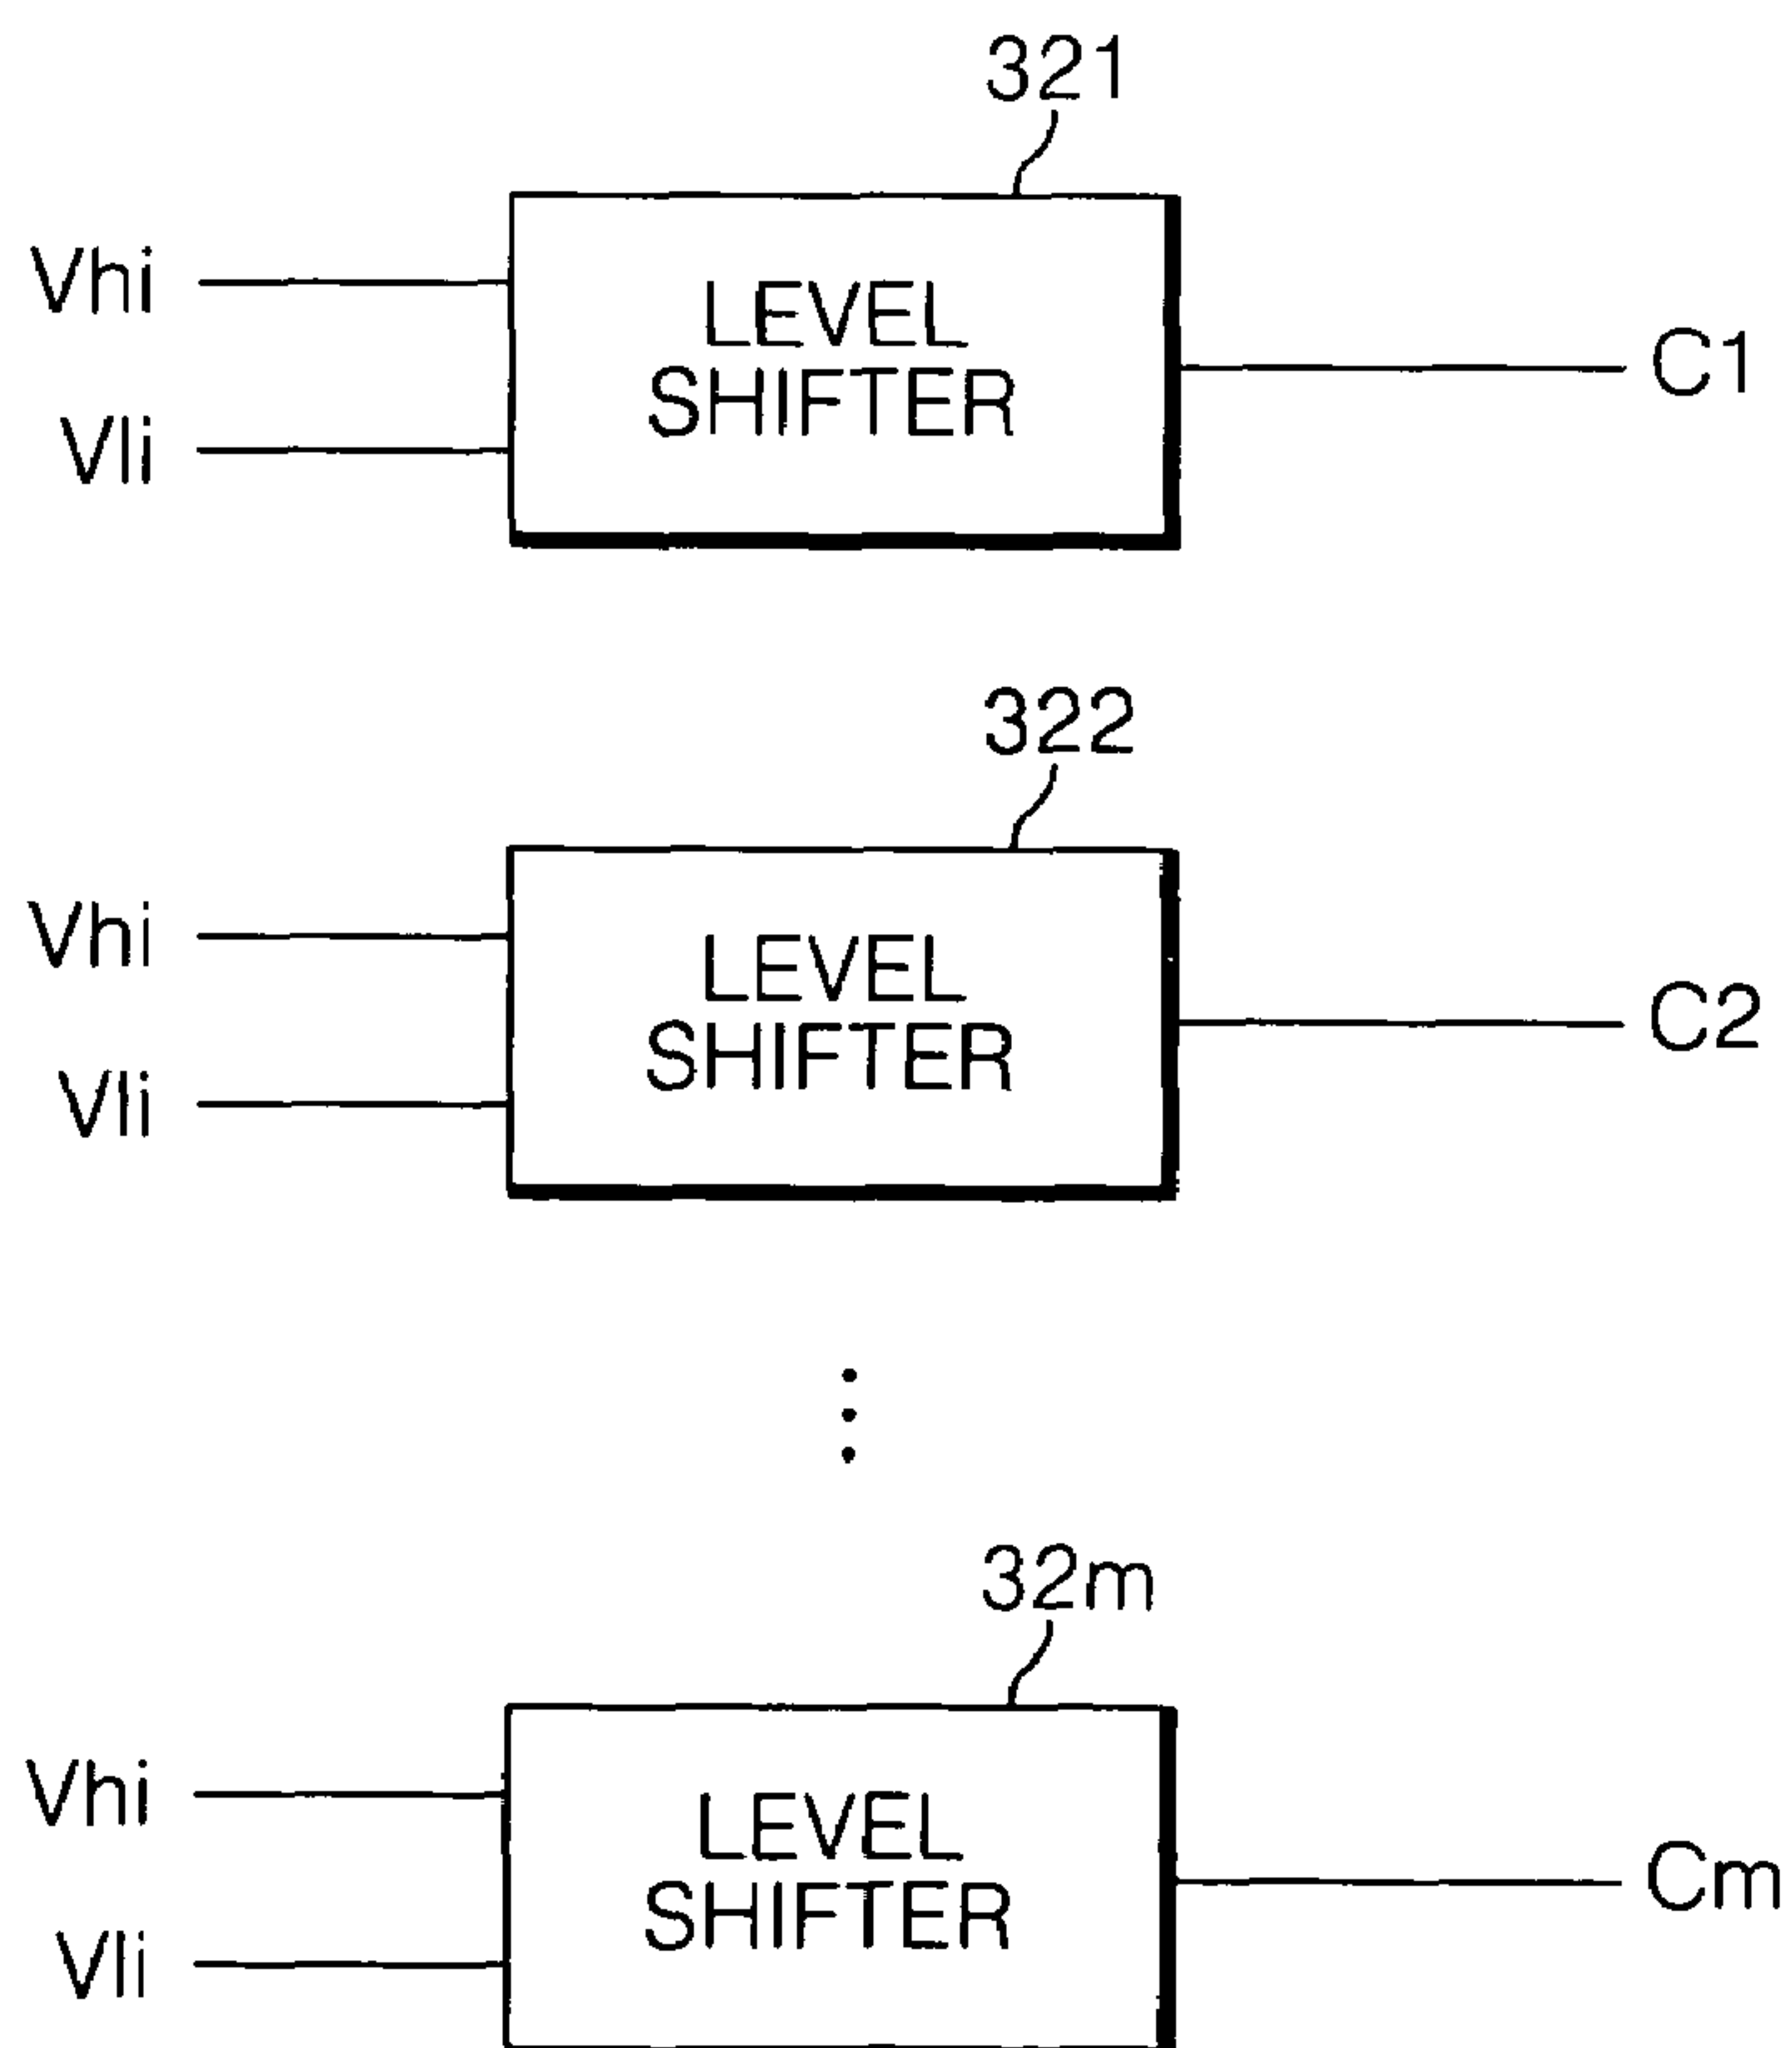 321
Vhi
LEVEL
SHIFTER
Vli
C1
322
Vhi
LEVEL
SHIFTER
Vli
C2
32m
Vhi
LEVEL
SHIFTER
Vli
Cm